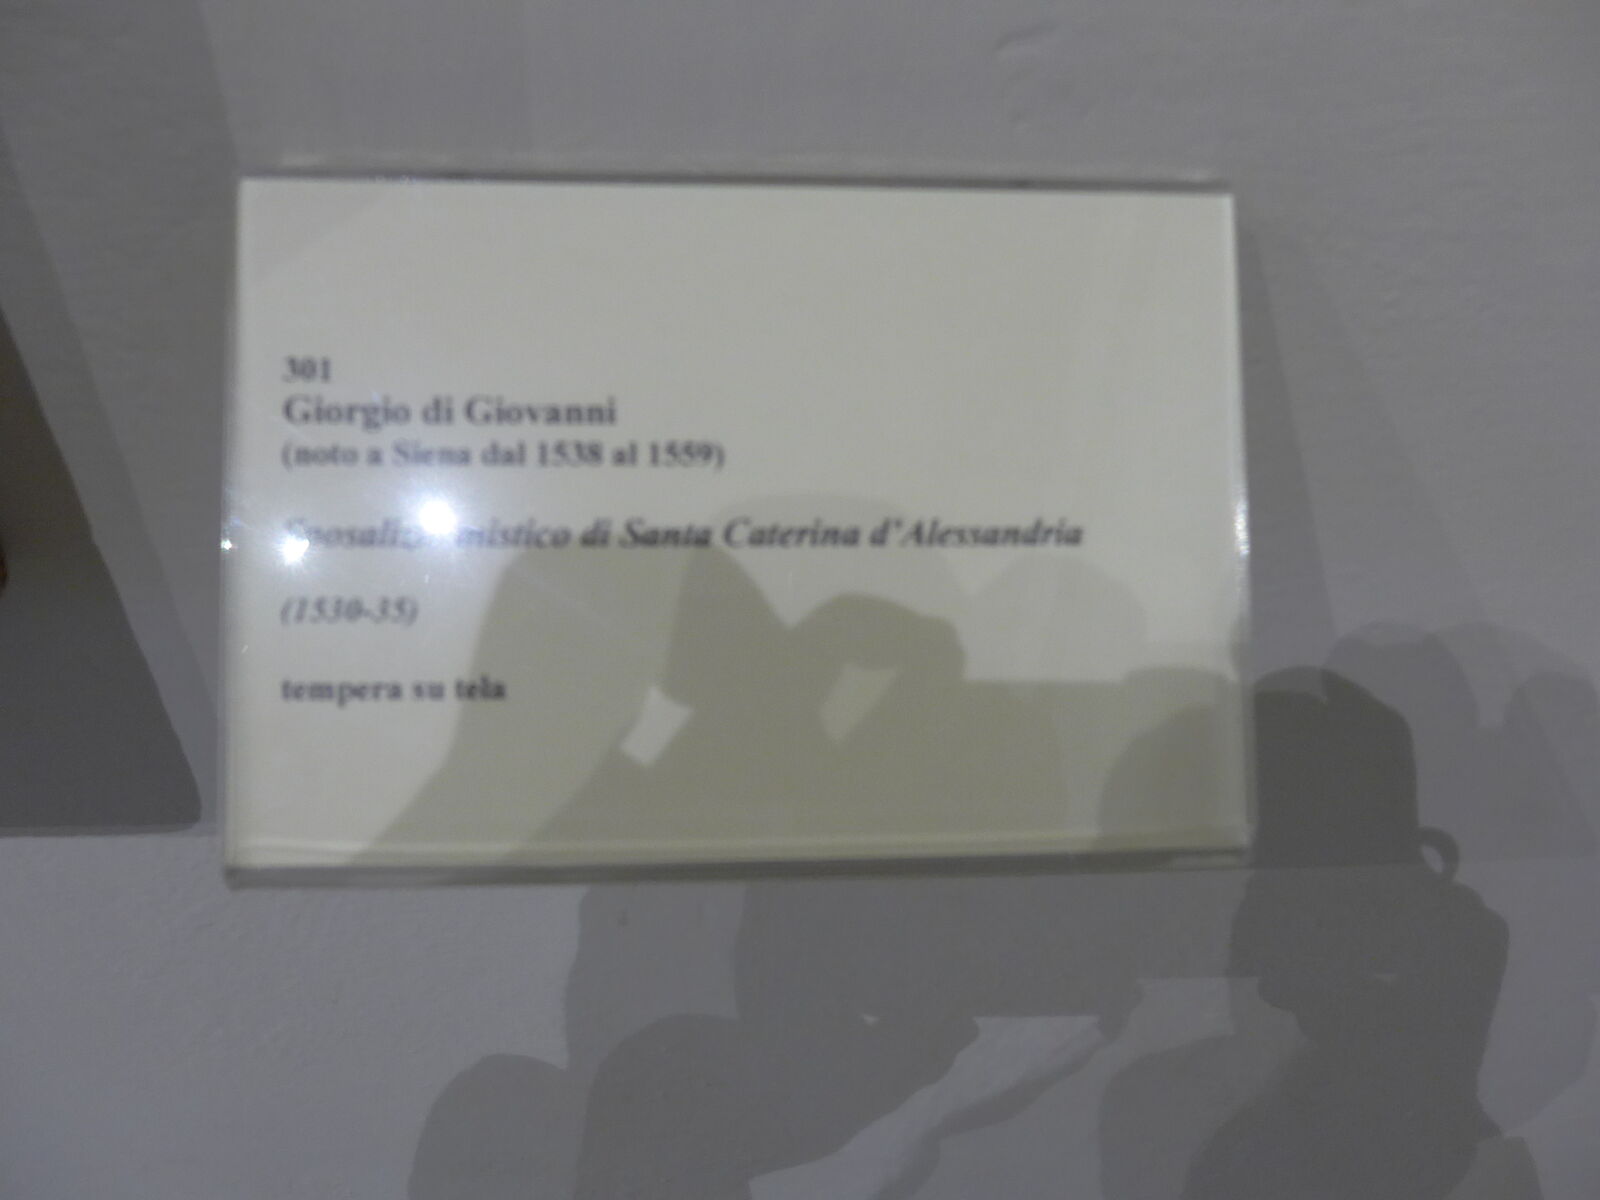 301
Giorgio di Giovanni
(noto a Siena dal 1538 al 1559)
mistico di Santa Caterina d'Alessandria
(1530-35)
tempera su tela